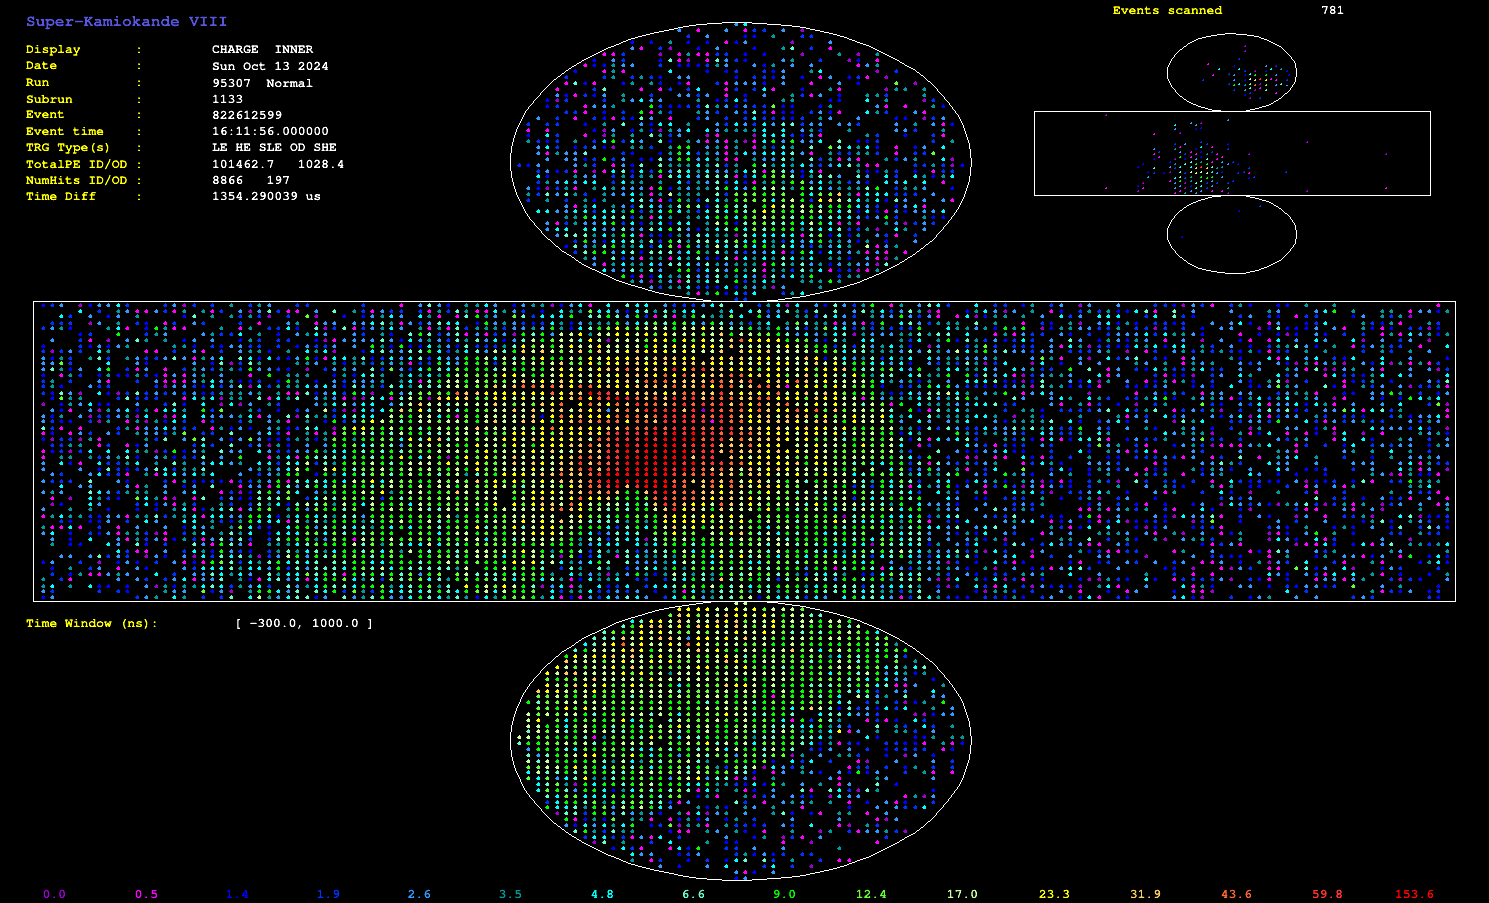 Super-Kamiokande VIII
Events scanned 781
Display : CHARGE INNER
Date : Sun Oct 13 2024
Run : 95307 Normal
Subrun : 1133
Event : 822612599
Event time : 16:11:56.000000
TRG Type(s) : LE HE SLE OD SHE
TotalPE ID/OD : 101462.7 1028.4
NumHits ID/OD : 8866 197
Time Diff : 1354.290039 us
Time Window (ns): [ -300.0, 1000.0 ]
0.0 0.5 1.4 1.9 2.6 3.5 4.8 6.6 9.0 12.4 17.0 23.3 31.9 43.6 59.8 153.6